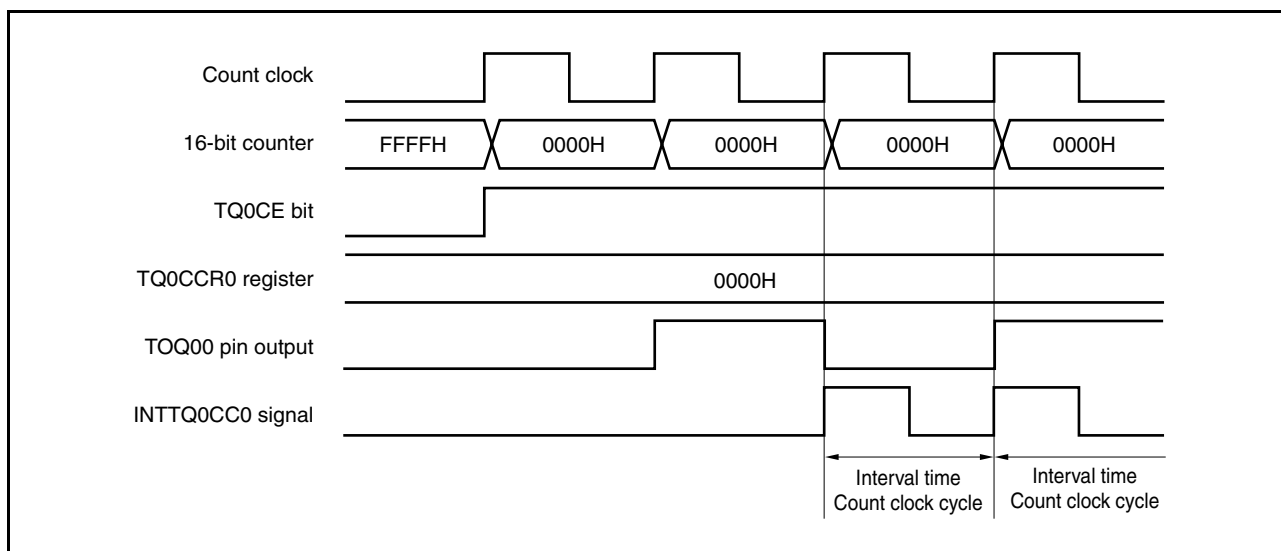 Count clock
16-bit counter
FFFFH
0000H
0000H
0000H
0000H
TQ0CE bit
TQ0CCR0 register
0000H
TOQ00 pin output
INTTQ0CC0 signal
Interval time
Count clock cycle
Interval time
Count clock cycle